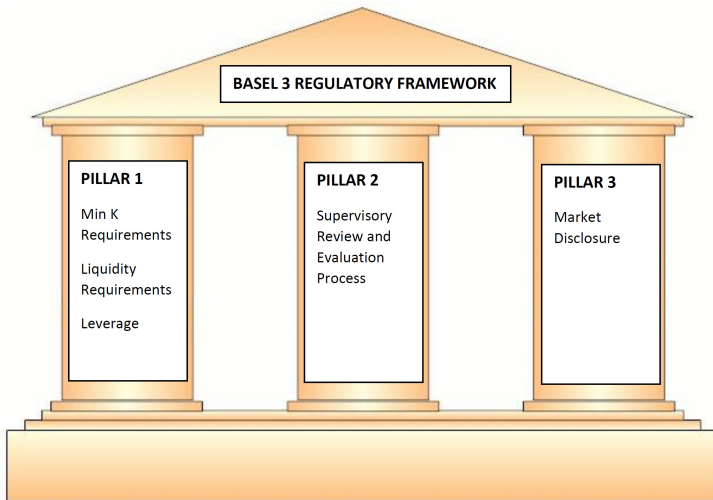 BASEL 3 REGULATORY FRAMEWORK
PILLAR 1
Min K
Requirements
Liquidity
Requirements
Leverage
PILLAR 2
Supervisory
Review and
Evaluation
Process
PILLAR 3
Market
Disclosure